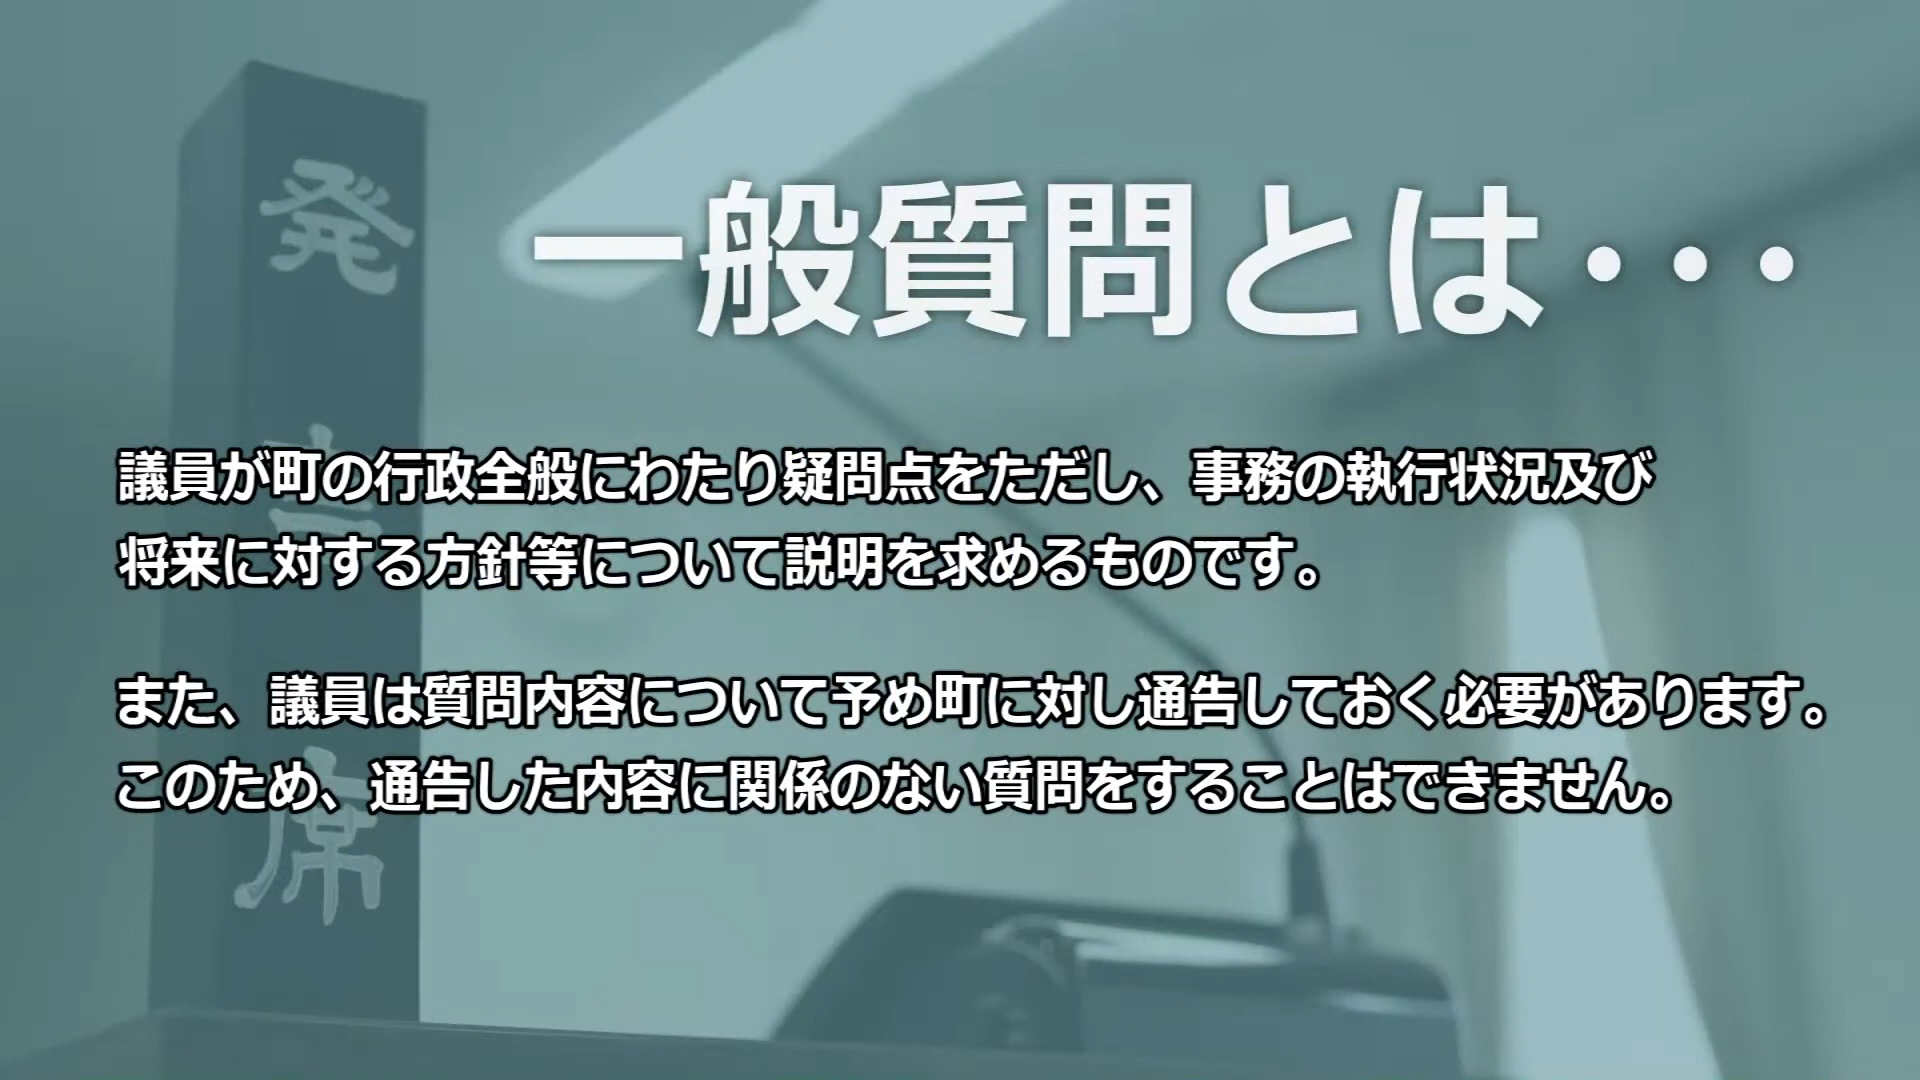 一般質問とは・・・
議員が町の行政全般にわたり疑問点をただし、事務の執行状況及び
将来に対する方針等について説明を求めるものです。
また、議員は質問内容について予め町に対し通告しておく必要があります。
このため、通告した内容に関係のない質問をすることはできません。
発言席